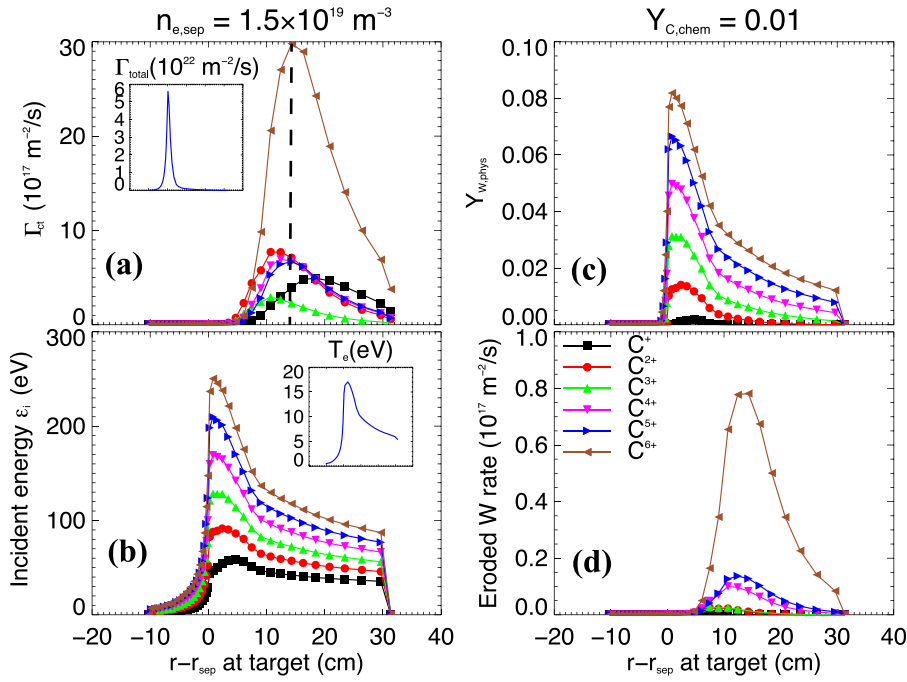 n_e,sep = 1.5×10^19 m^−3
Y_C,chem = 0.01
Γ_total(10^22 m^−2/s)
6
5
4
3
2
1
0
30
20
10
0
Γ_ct (10^17 m^−2/s)
(a)
0.10
0.08
0.06
0.04
0.02
0.00
Y_W,phys
(c)
300
200
100
0
Incident energy ε_i (eV)
T_e(eV)
20
15
10
5
0
(b)
−20 −10 0 10 20 30 40
r−r_sep at target (cm)
1.0
0.8
0.6
0.4
0.2
0.0
Eroded W rate (10^17 m^−2/s)
C^+
C^2+
C^3+
C^4+
C^5+
C^6+
(d)
−20 −10 0 10 20 30 40
r−r_sep at target (cm)